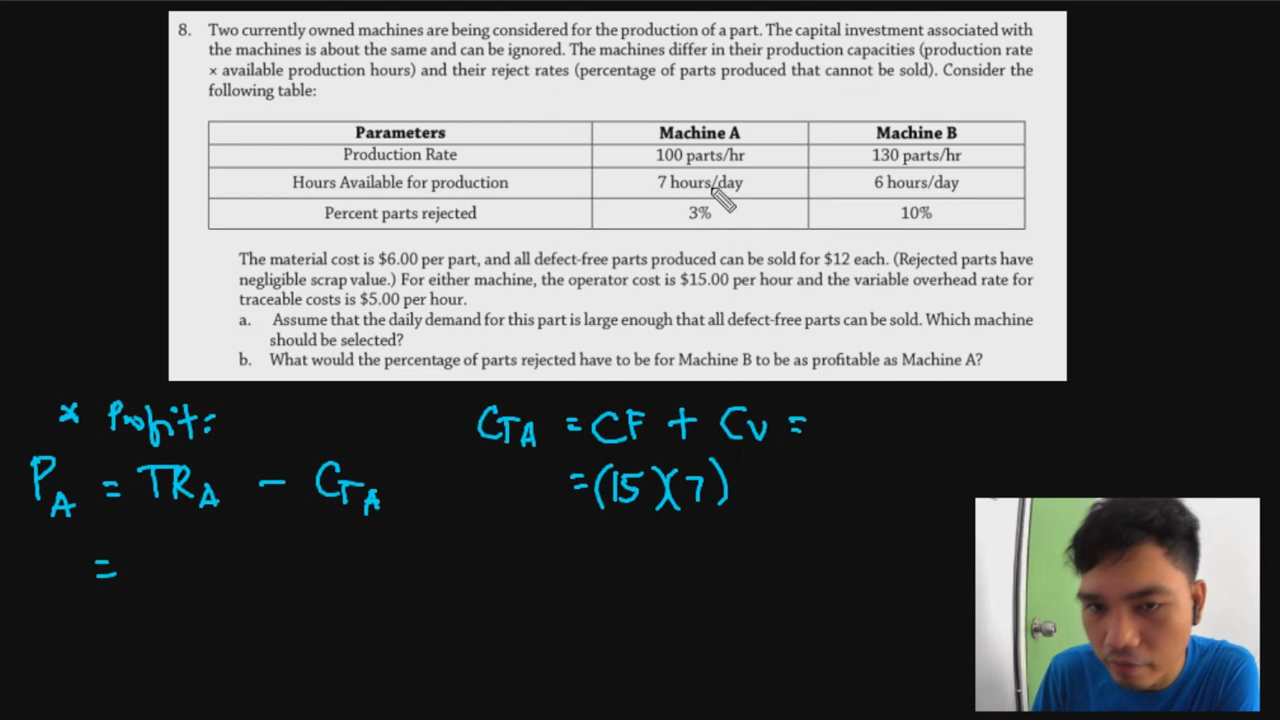 8. Two currently owned machines are being considered for the production of a part. The capital investment associated with
the machines is about the same and can be ignored. The machines differ in their production capacities (production rate
× available production hours) and their reject rates (percentage of parts produced that cannot be sold). Consider the
following table:
Parameters Machine A Machine B
Production Rate 100 parts/hr 130 parts/hr
Hours Available for production 7 hours/day 6 hours/day
Percent parts rejected 3% 10%
The material cost is $6.00 per part, and all defect-free parts produced can be sold for $12 each. (Rejected parts have
negligible scrap value.) For either machine, the operator cost is $15.00 per hour and the variable overhead rate for
traceable costs is $5.00 per hour.
a. Assume that the daily demand for this part is large enough that all defect-free parts can be sold. Which machine
should be selected?
b. What would the percentage of parts rejected have to be for Machine B to be as profitable as Machine A?
* Profit:
P_A = TR_A - C_TA
=
C_TA = CF + CV =
= (15)(7)